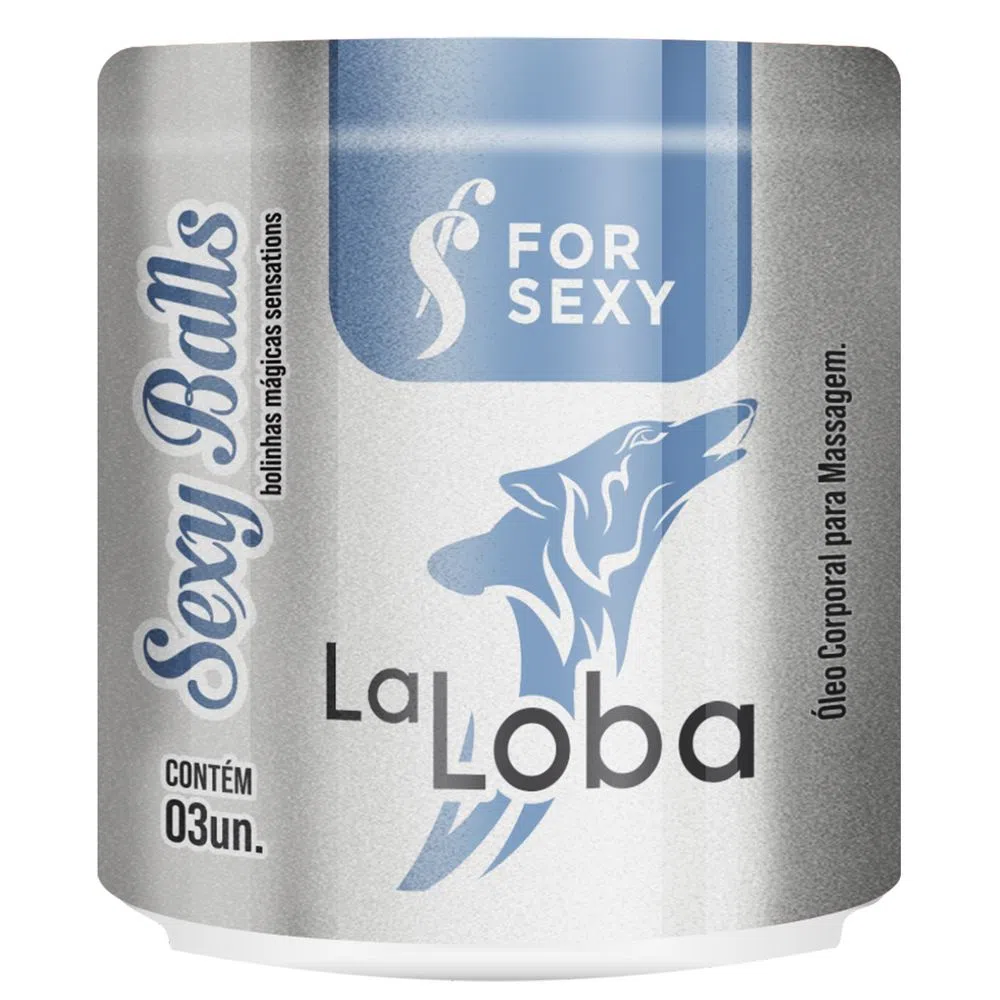 FOR
SEXY
Sexy Balls
bolinhas mágicas sensations
La Loba
CONTÉM
03un.
Óleo Corporal para Massagem.